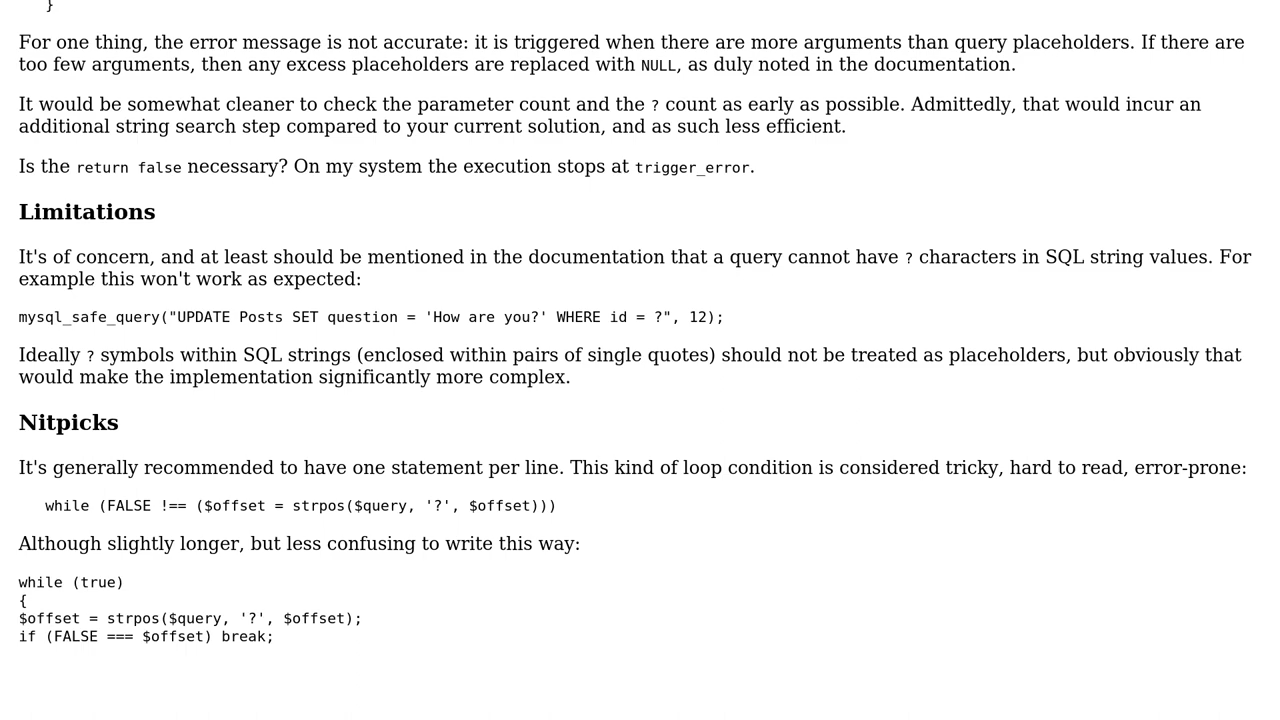 }
For one thing, the error message is not accurate: it is triggered when there are more arguments than query placeholders. If there are
too few arguments, then any excess placeholders are replaced with NULL, as duly noted in the documentation.
It would be somewhat cleaner to check the parameter count and the ? count as early as possible. Admittedly, that would incur an
additional string search step compared to your current solution, and as such less efficient.
Is the return false necessary? On my system the execution stops at trigger_error.
Limitations
It's of concern, and at least should be mentioned in the documentation that a query cannot have ? characters in SQL string values. For
example this won't work as expected:
mysql_safe_query("UPDATE Posts SET question = 'How are you?' WHERE id = ?", 12);
Ideally ? symbols within SQL strings (enclosed within pairs of single quotes) should not be treated as placeholders, but obviously that
would make the implementation significantly more complex.
Nitpicks
It's generally recommended to have one statement per line. This kind of loop condition is considered tricky, hard to read, error-prone:
while (FALSE !== ($offset = strpos($query, '?', $offset)))
Although slightly longer, but less confusing to write this way:
while (true)
{
$offset = strpos($query, '?', $offset);
if (FALSE === $offset) break;